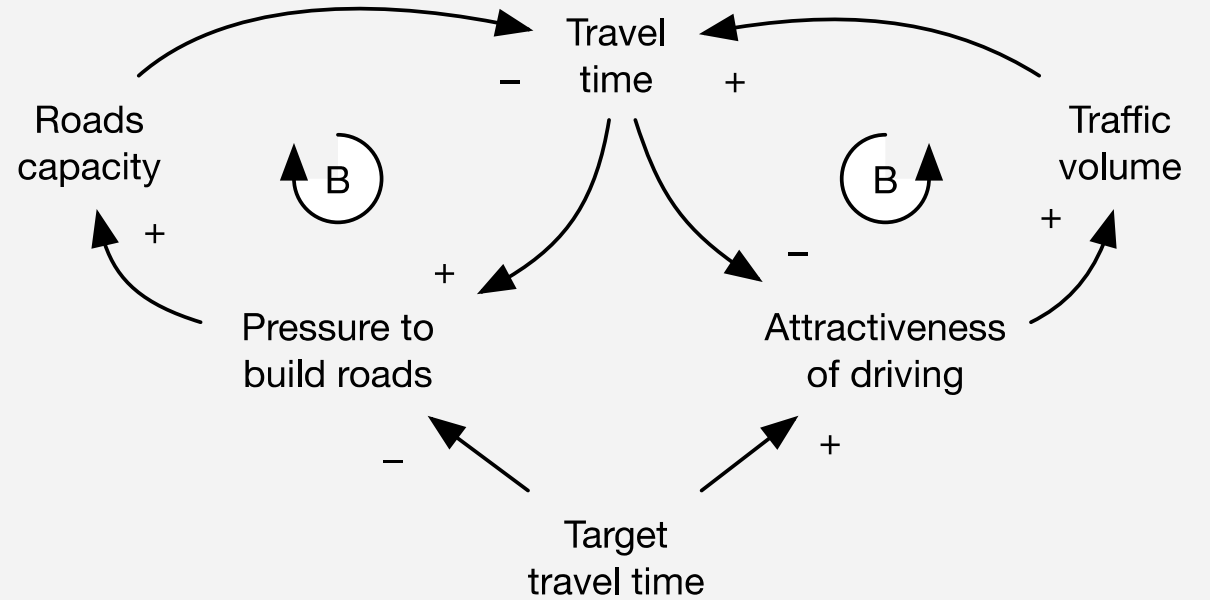 Travel
time
−
+
Roads
capacity
Traffic
volume
B
B
+
+
+
−
Pressure to
build roads
Attractiveness
of driving
−
+
Target
travel time